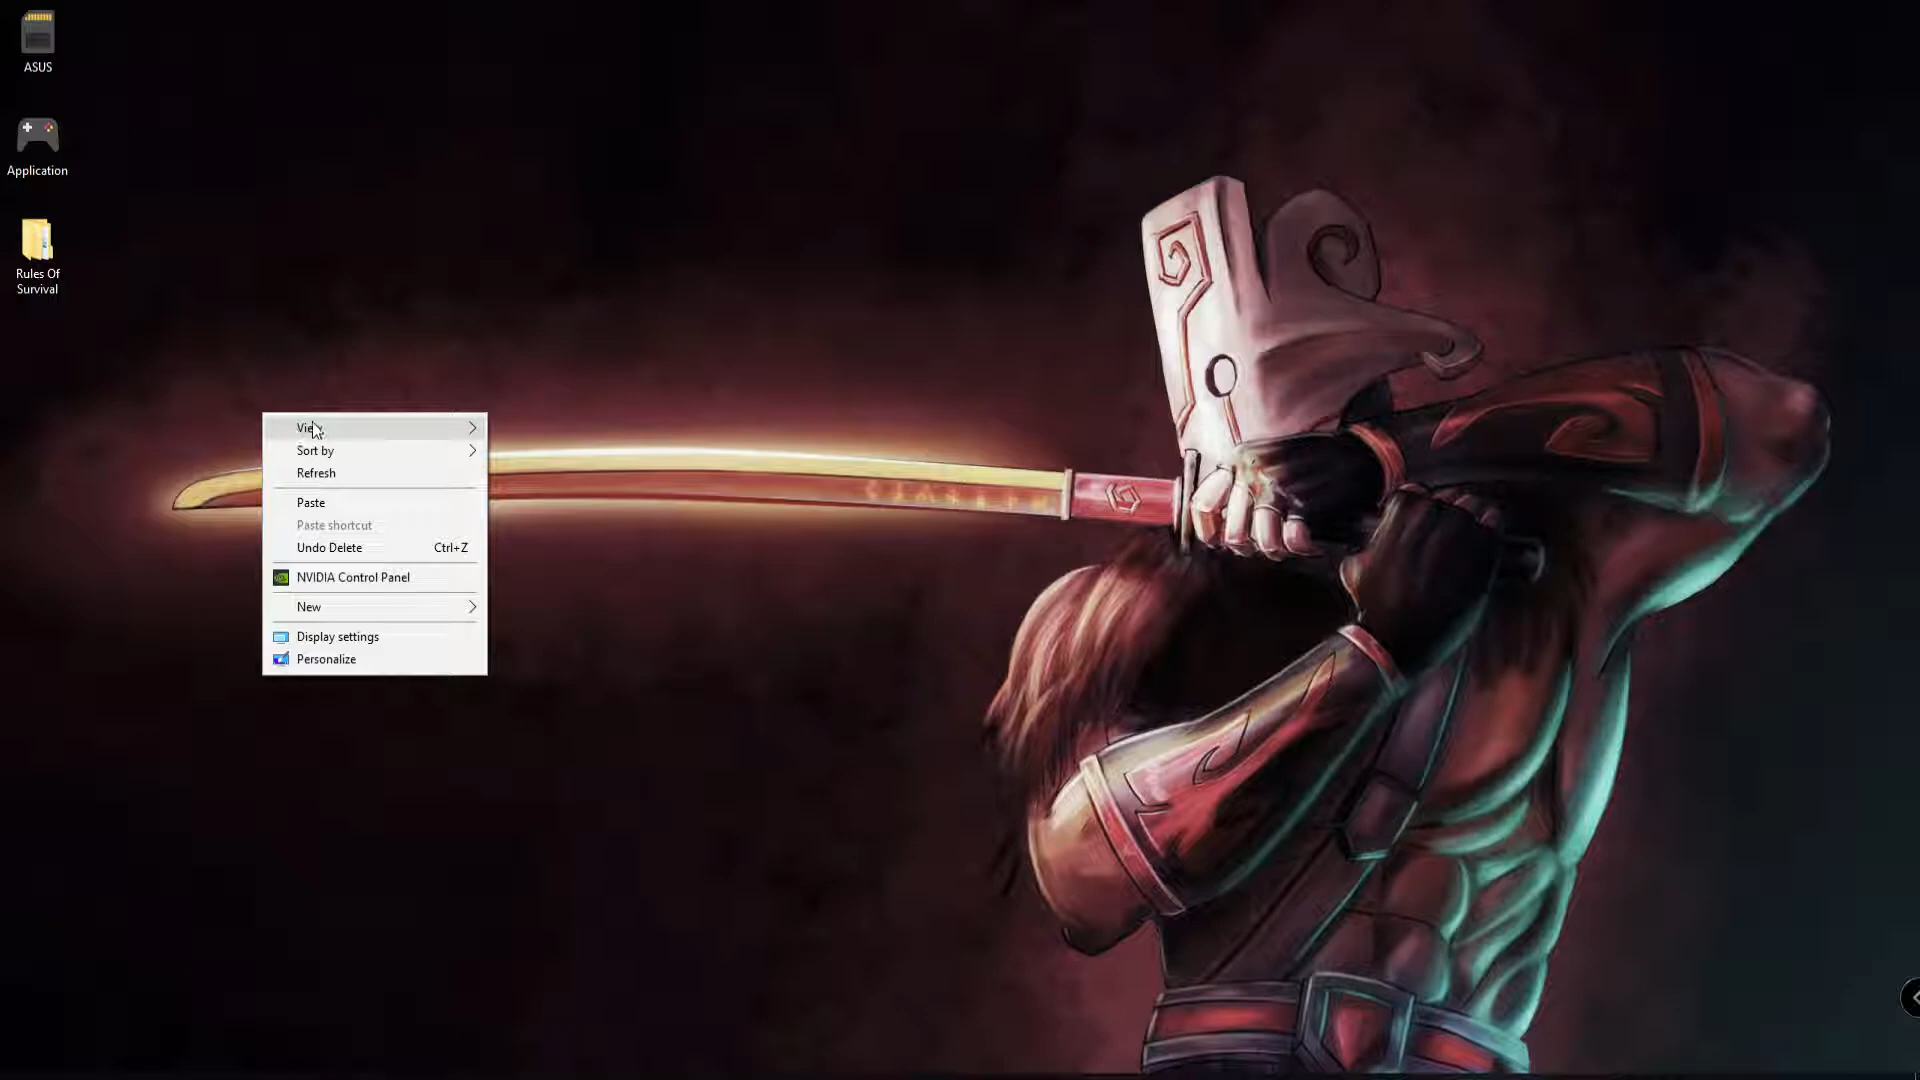 ASUS
Application
Rules Of
Survival
View
Sort by
Refresh
Paste
Paste shortcut
Undo Delete Ctrl+Z
NVIDIA Control Panel
New
Display settings
Personalize